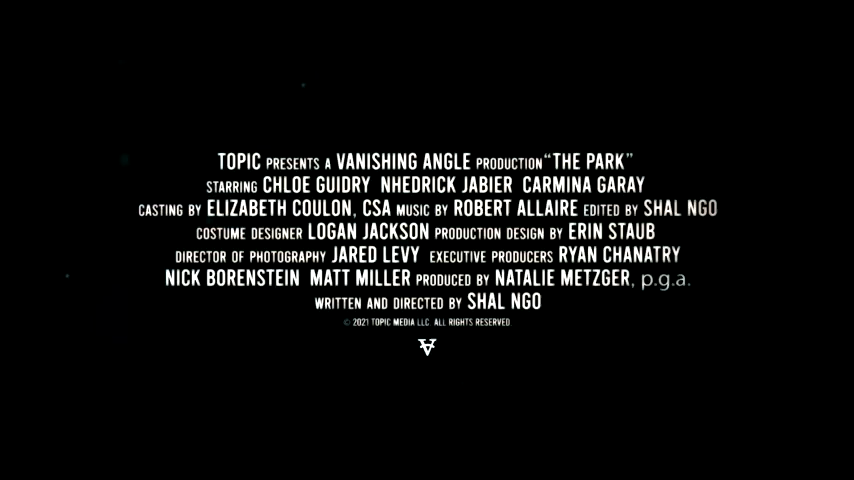 TOPIC PRESENTS A VANISHING ANGLE PRODUCTION "THE PARK"
STARRING CHLOE GUIDRY NHEDRICK JABIER CARMINA GARAY
CASTING BY ELIZABETH COULON, CSA MUSIC BY ROBERT ALLAIRE EDITED BY SHAL NGO
COSTUME DESIGNER LOGAN JACKSON PRODUCTION DESIGN BY ERIN STAUB
DIRECTOR OF PHOTOGRAPHY JARED LEVY EXECUTIVE PRODUCERS RYAN CHANATRY
NICK BORENSTEIN MATT MILLER PRODUCED BY NATALIE METZGER, p.g.a.
WRITTEN AND DIRECTED BY SHAL NGO
© 2021 TOPIC MEDIA LLC. ALL RIGHTS RESERVED